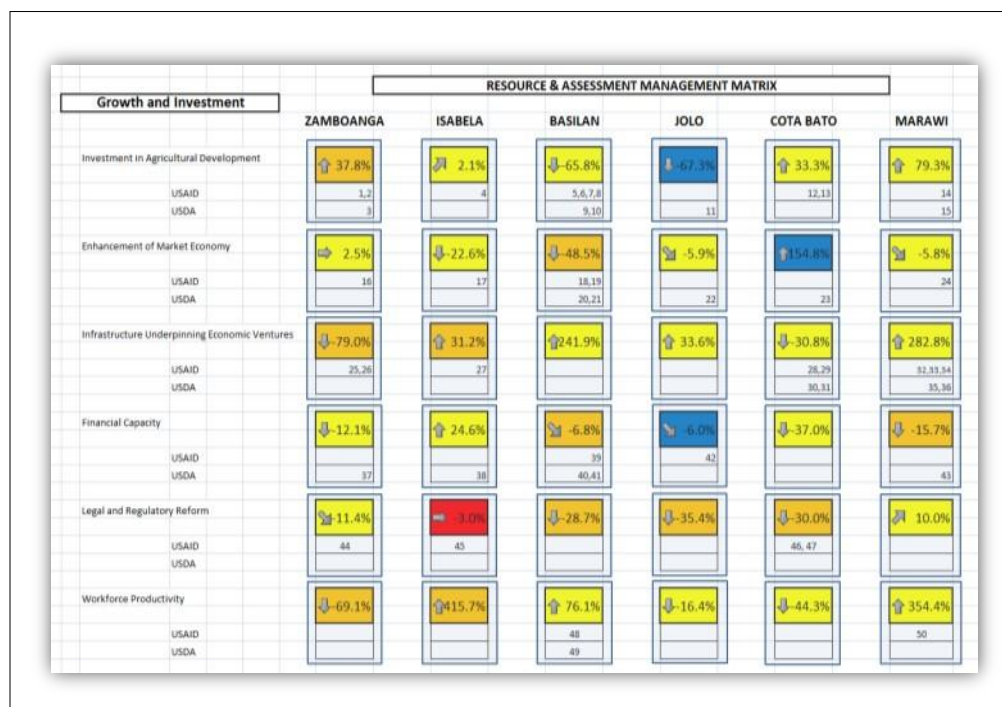 RESOURCE & ASSESSMENT MANAGEMENT MATRIX
Growth and Investment
ZAMBOANGA ISABELA BASILAN JOLO COTA BATO MARAWI
Investment in Agricultural Development 37.8% 2.1% -65.8% -67.3% 33.3% 79.3%
USAID 1,2 4 5,6,7,8 12,13 14
USDA 3 9,10 11 15
Enhancement of Market Economy 2.5% -22.6% -48.5% -5.9% 154.8% -5.8%
USAID 16 17 18,19 24
USDA 20,21 22 23
Infrastructure Underpinning Economic Ventures -79.0% 31.2% 241.9% 33.6% -30.8% 282.8%
USAID 25,26 27 28,29 32,33,34
USDA 30,31 35,36
Financial Capacity -12.1% 24.6% -6.8% -6.0% -37.0% -15.7%
USAID 39 42
USDA 37 38 40,41 43
Legal and Regulatory Reform -11.4% -3.0% -28.7% -35.4% -30.0% 10.0%
USAID 44 45 46, 47
USDA
Workforce Productivity -69.1% 415.7% 76.1% -16.4% -44.3% 354.4%
USAID 48 50
USDA 49